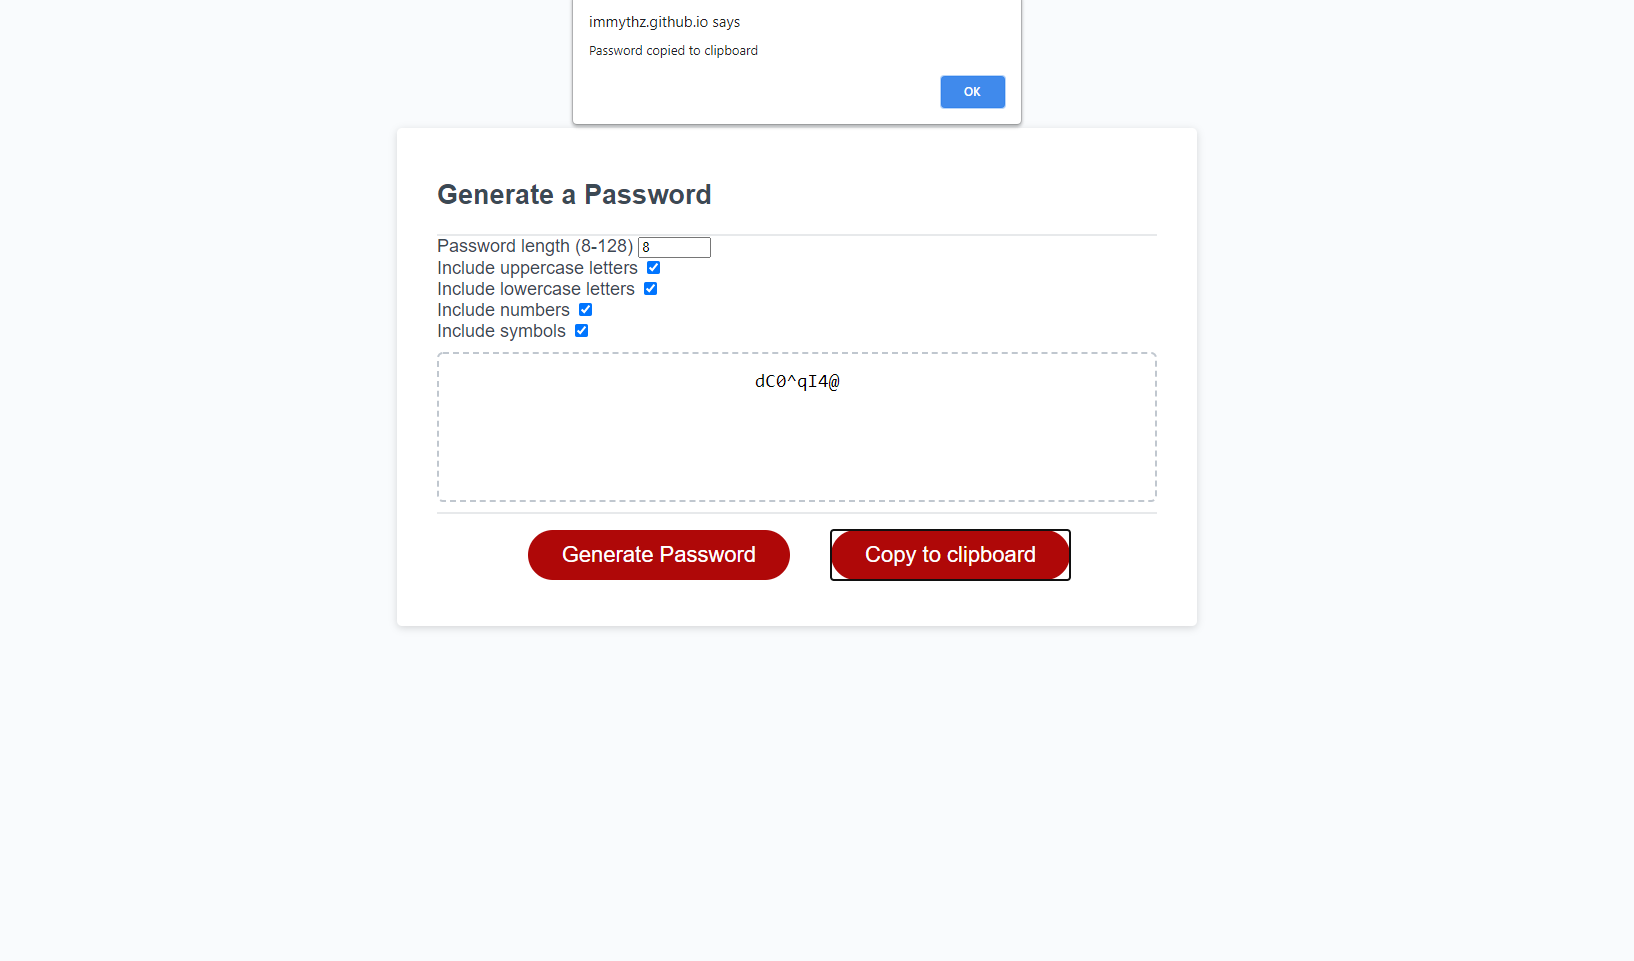 immythz.github.io says
Password copied to clipboard
OK
Generate a Password
Password length (8-128) 8
Include uppercase letters
Include lowercase letters
Include numbers
Include symbols
dC0^qI4@
Generate Password
Copy to clipboard